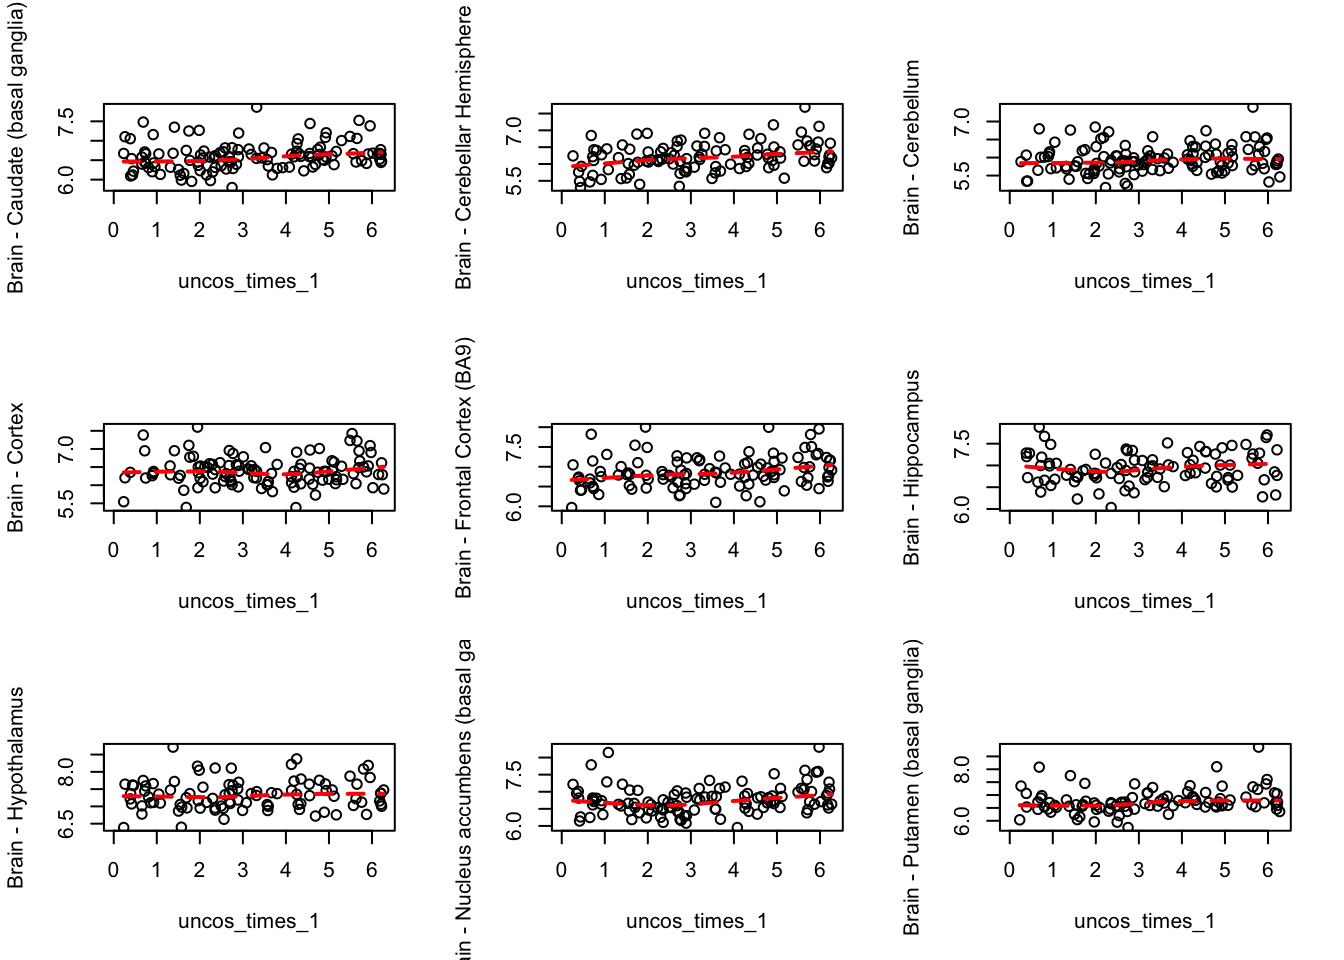 Brain - Caudate (basal ganglia)
7.5
6.0
0 1 2 3 4 5 6
uncos_times_1
Brain - Cerebellar Hemisphere
7.0
5.5
0 1 2 3 4 5 6
uncos_times_1
Brain - Cerebellum
7.0
5.5
0 1 2 3 4 5 6
uncos_times_1
Brain - Cortex
7.0
5.5
0 1 2 3 4 5 6
uncos_times_1
Brain - Frontal Cortex (BA9)
7.5
6.0
0 1 2 3 4 5 6
uncos_times_1
Brain - Hippocampus
7.5
6.0
0 1 2 3 4 5 6
uncos_times_1
Brain - Hypothalamus
8.0
6.5
0 1 2 3 4 5 6
uncos_times_1
ain - Nucleus accumbens (basal ga
7.5
6.0
0 1 2 3 4 5 6
uncos_times_1
Brain - Putamen (basal ganglia)
8.0
6.0
0 1 2 3 4 5 6
uncos_times_1